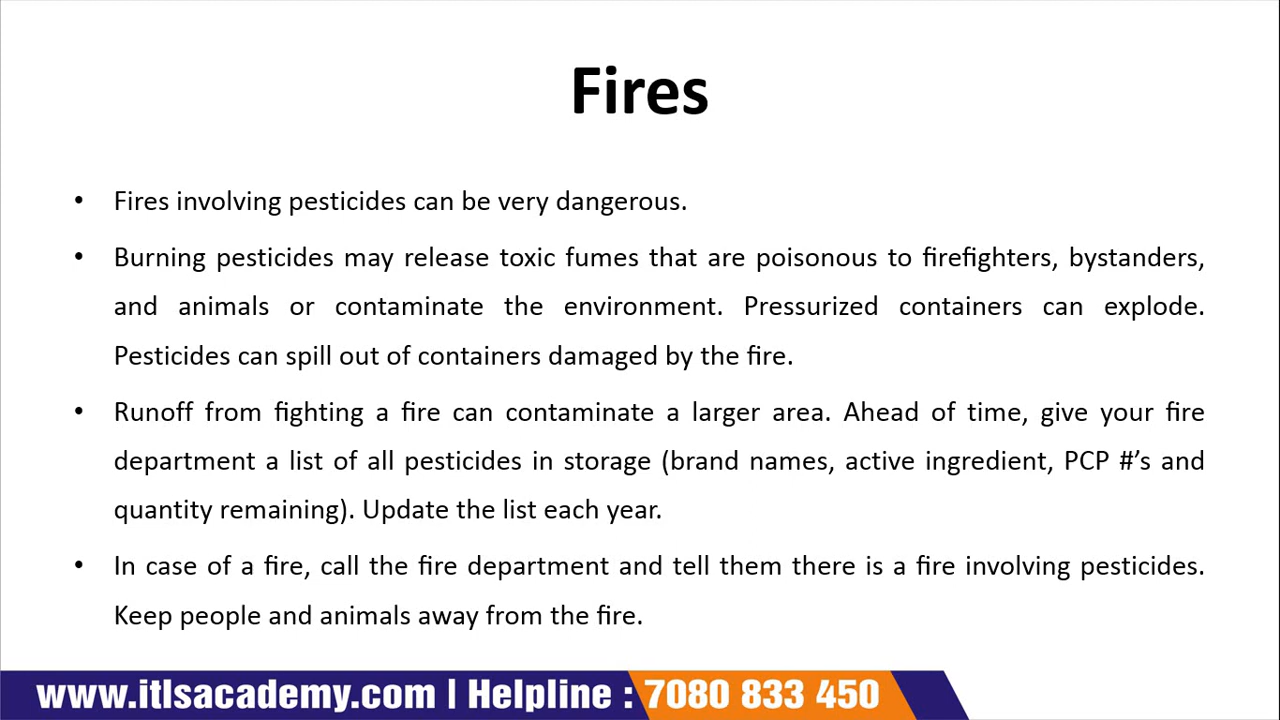 Fires
• Fires involving pesticides can be very dangerous.
• Burning pesticides may release toxic fumes that are poisonous to firefighters, bystanders,
and animals or contaminate the environment. Pressurized containers can explode.
Pesticides can spill out of containers damaged by the fire.
• Runoff from fighting a fire can contaminate a larger area. Ahead of time, give your fire
department a list of all pesticides in storage (brand names, active ingredient, PCP #’s and
quantity remaining). Update the list each year.
• In case of a fire, call the fire department and tell them there is a fire involving pesticides.
Keep people and animals away from the fire.
www.itlsacademy.com | Helpline : 7080 833 450